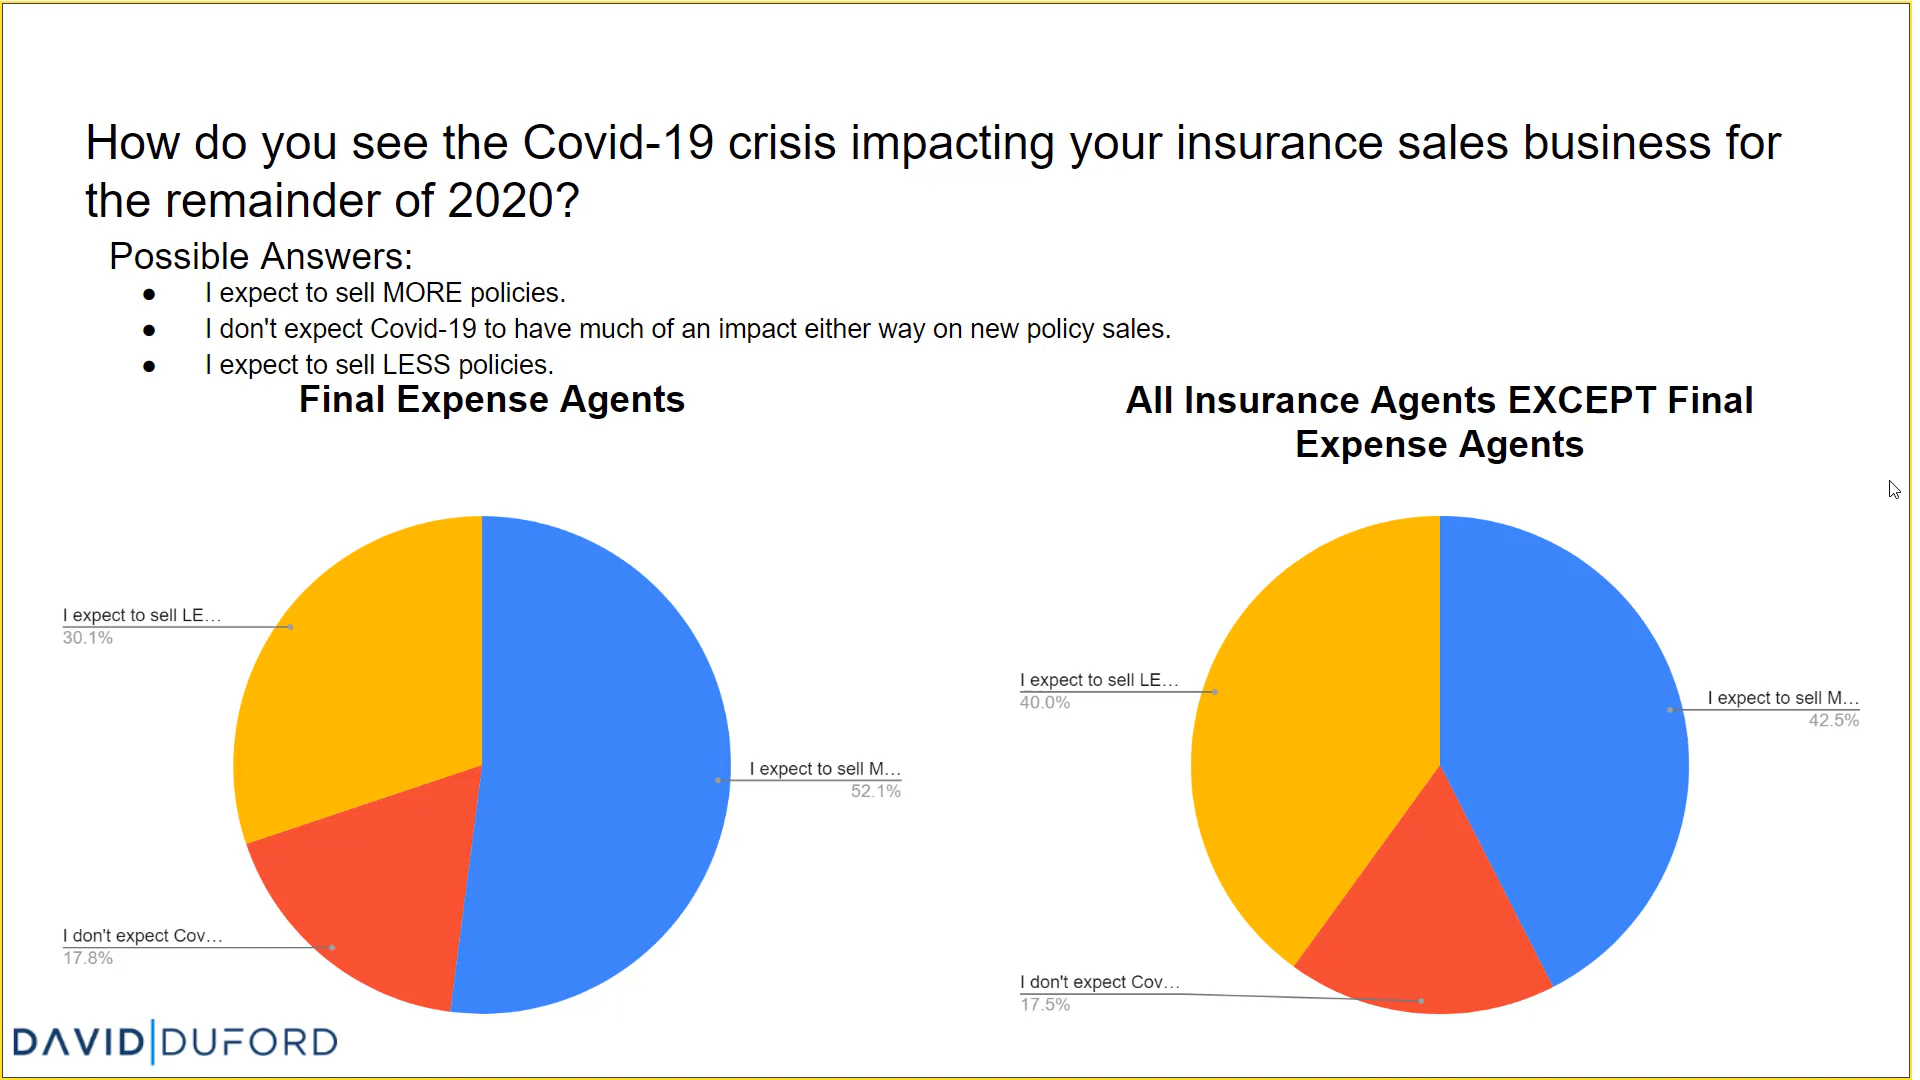 How do you see the Covid-19 crisis impacting your insurance sales business for
the remainder of 2020?
Possible Answers:
● I expect to sell MORE policies.
● I don't expect Covid-19 to have much of an impact either way on new policy sales.
● I expect to sell LESS policies.
Final Expense Agents
I expect to sell LE…
30.1%
I expect to sell M…
52.1%
I don't expect Cov…
17.8%
All Insurance Agents EXCEPT Final
Expense Agents
I expect to sell LE…
40.0%
I expect to sell M…
42.5%
I don't expect Cov…
17.5%
DAVID|DUFORD